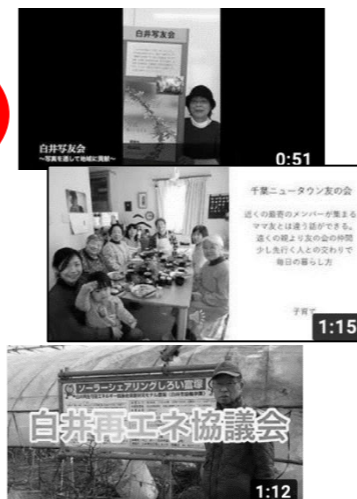 白井写友会
白井写友会
~写真を通して地域に貢献~
0:51
千葉ニュータウン友の会
近くの最寄のメンバーが集まる
ママ友とは違う話ができる。
遠くの親より友の会の仲間
少し先行く人との交わりで
毎日の暮らし方
子育て
1:15
ソーラーシェアリングしろい富塚
白井再エネ協議会
1:12